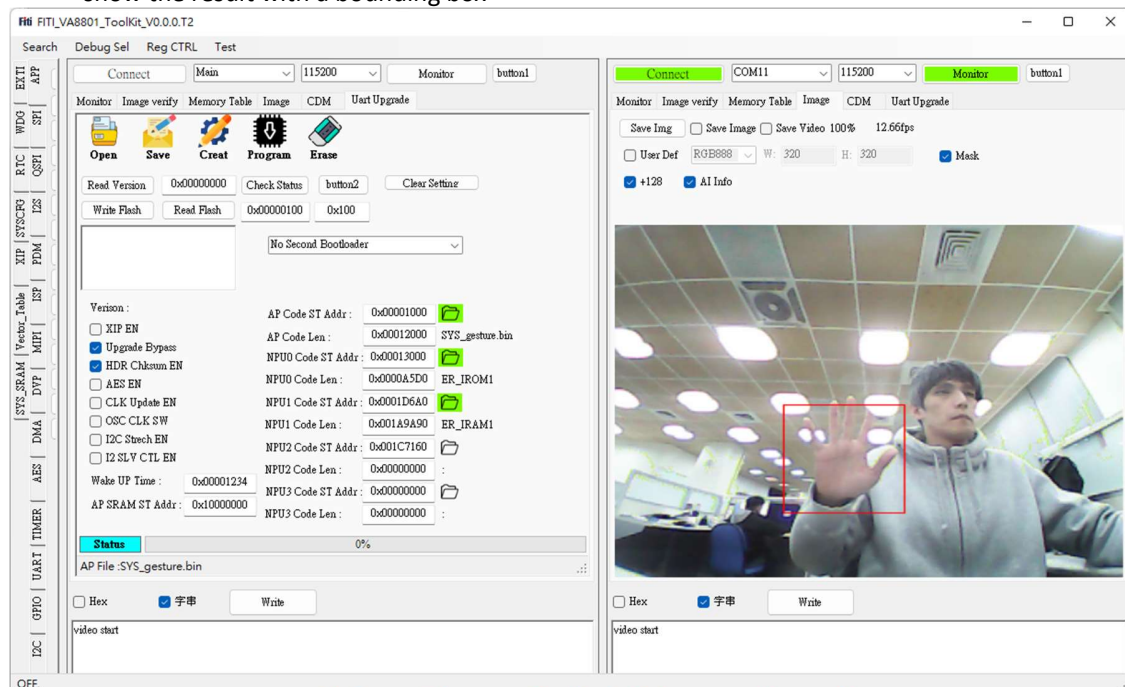 show the result with a bounding box
Fiti FITI_VA8801_ToolKit_V0.0.0.T2
Search Debug Sel Reg CTRL Test
EXTI APP
WDG SPI
RTC QSPI
SYSCFG I2S
XIP PDM
Vector_Table ISP
MIPI
SYS_SRAM DVP
DMA
AES
TIMER
UART
GPIO
I2C
Connect Main 115200 Monitor button1
Monitor Image verify Memory Table Image CDM Uart Upgrade
Open Save Creat Program Erase
Read Version 0x00000000 Check Status button2 Clear Setting
Write Flash Read Flash 0x00000100 0x100
No Second Bootloader
Verison :
XIP EN
Upgrade Bypass
HDR Chksum EN
AES EN
CLK Update EN
OSC CLK SW
I2C Strech EN
I2 SLV CTL EN
Wake UP Time : 0x00001234
AP SRAM ST Addr : 0x10000000
AP Code ST Addr : 0x00001000
AP Code Len : 0x00012000 SYS_gesture.bin
NPU0 Code ST Addr : 0x00013000
NPU0 Code Len : 0x0000A5D0 ER_IROM1
NPU1 Code ST Addr : 0x0001D6A0
NPU1 Code Len : 0x001A9A90 ER_IRAM1
NPU2 Code ST Addr : 0x001C7160
NPU2 Code Len : 0x00000000 :
NPU3 Code ST Addr : 0x00000000
NPU3 Code Len : 0x00000000 :
Status 0%
AP File :SYS_gesture.bin
Hex 字串 Write
video start
OFF
Connect COM11 115200 Monitor button1
Monitor Image verify Memory Table Image CDM Uart Upgrade
Save Img Save Image Save Video 100% 12.66fps
User Def RGB888 W: 320 H: 320 Mask
+128 AI Info
Hex 字串 Write
video start